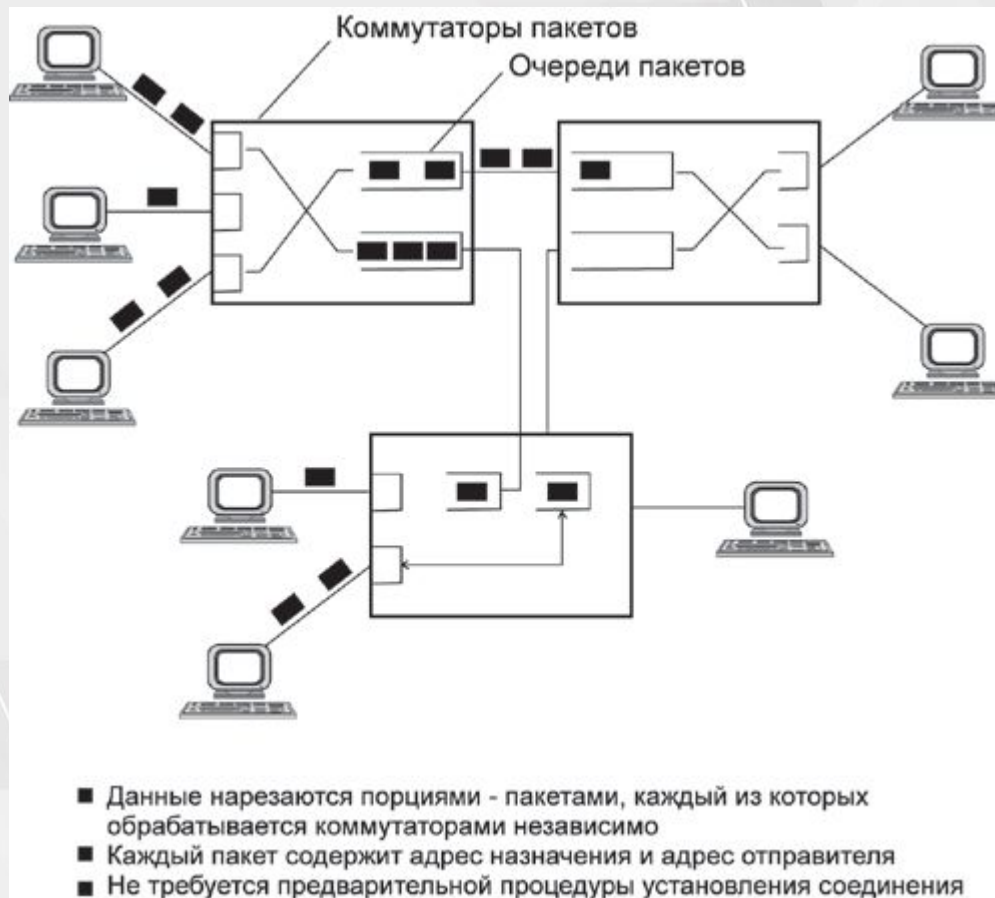 Коммутаторы пакетов
Очереди пакетов
Данные нарезаются порциями - пакетами, каждый из которых
обрабатывается коммутаторами независимо
Каждый пакет содержит адрес назначения и адрес отправителя
Не требуется предварительной процедуры установления соединения